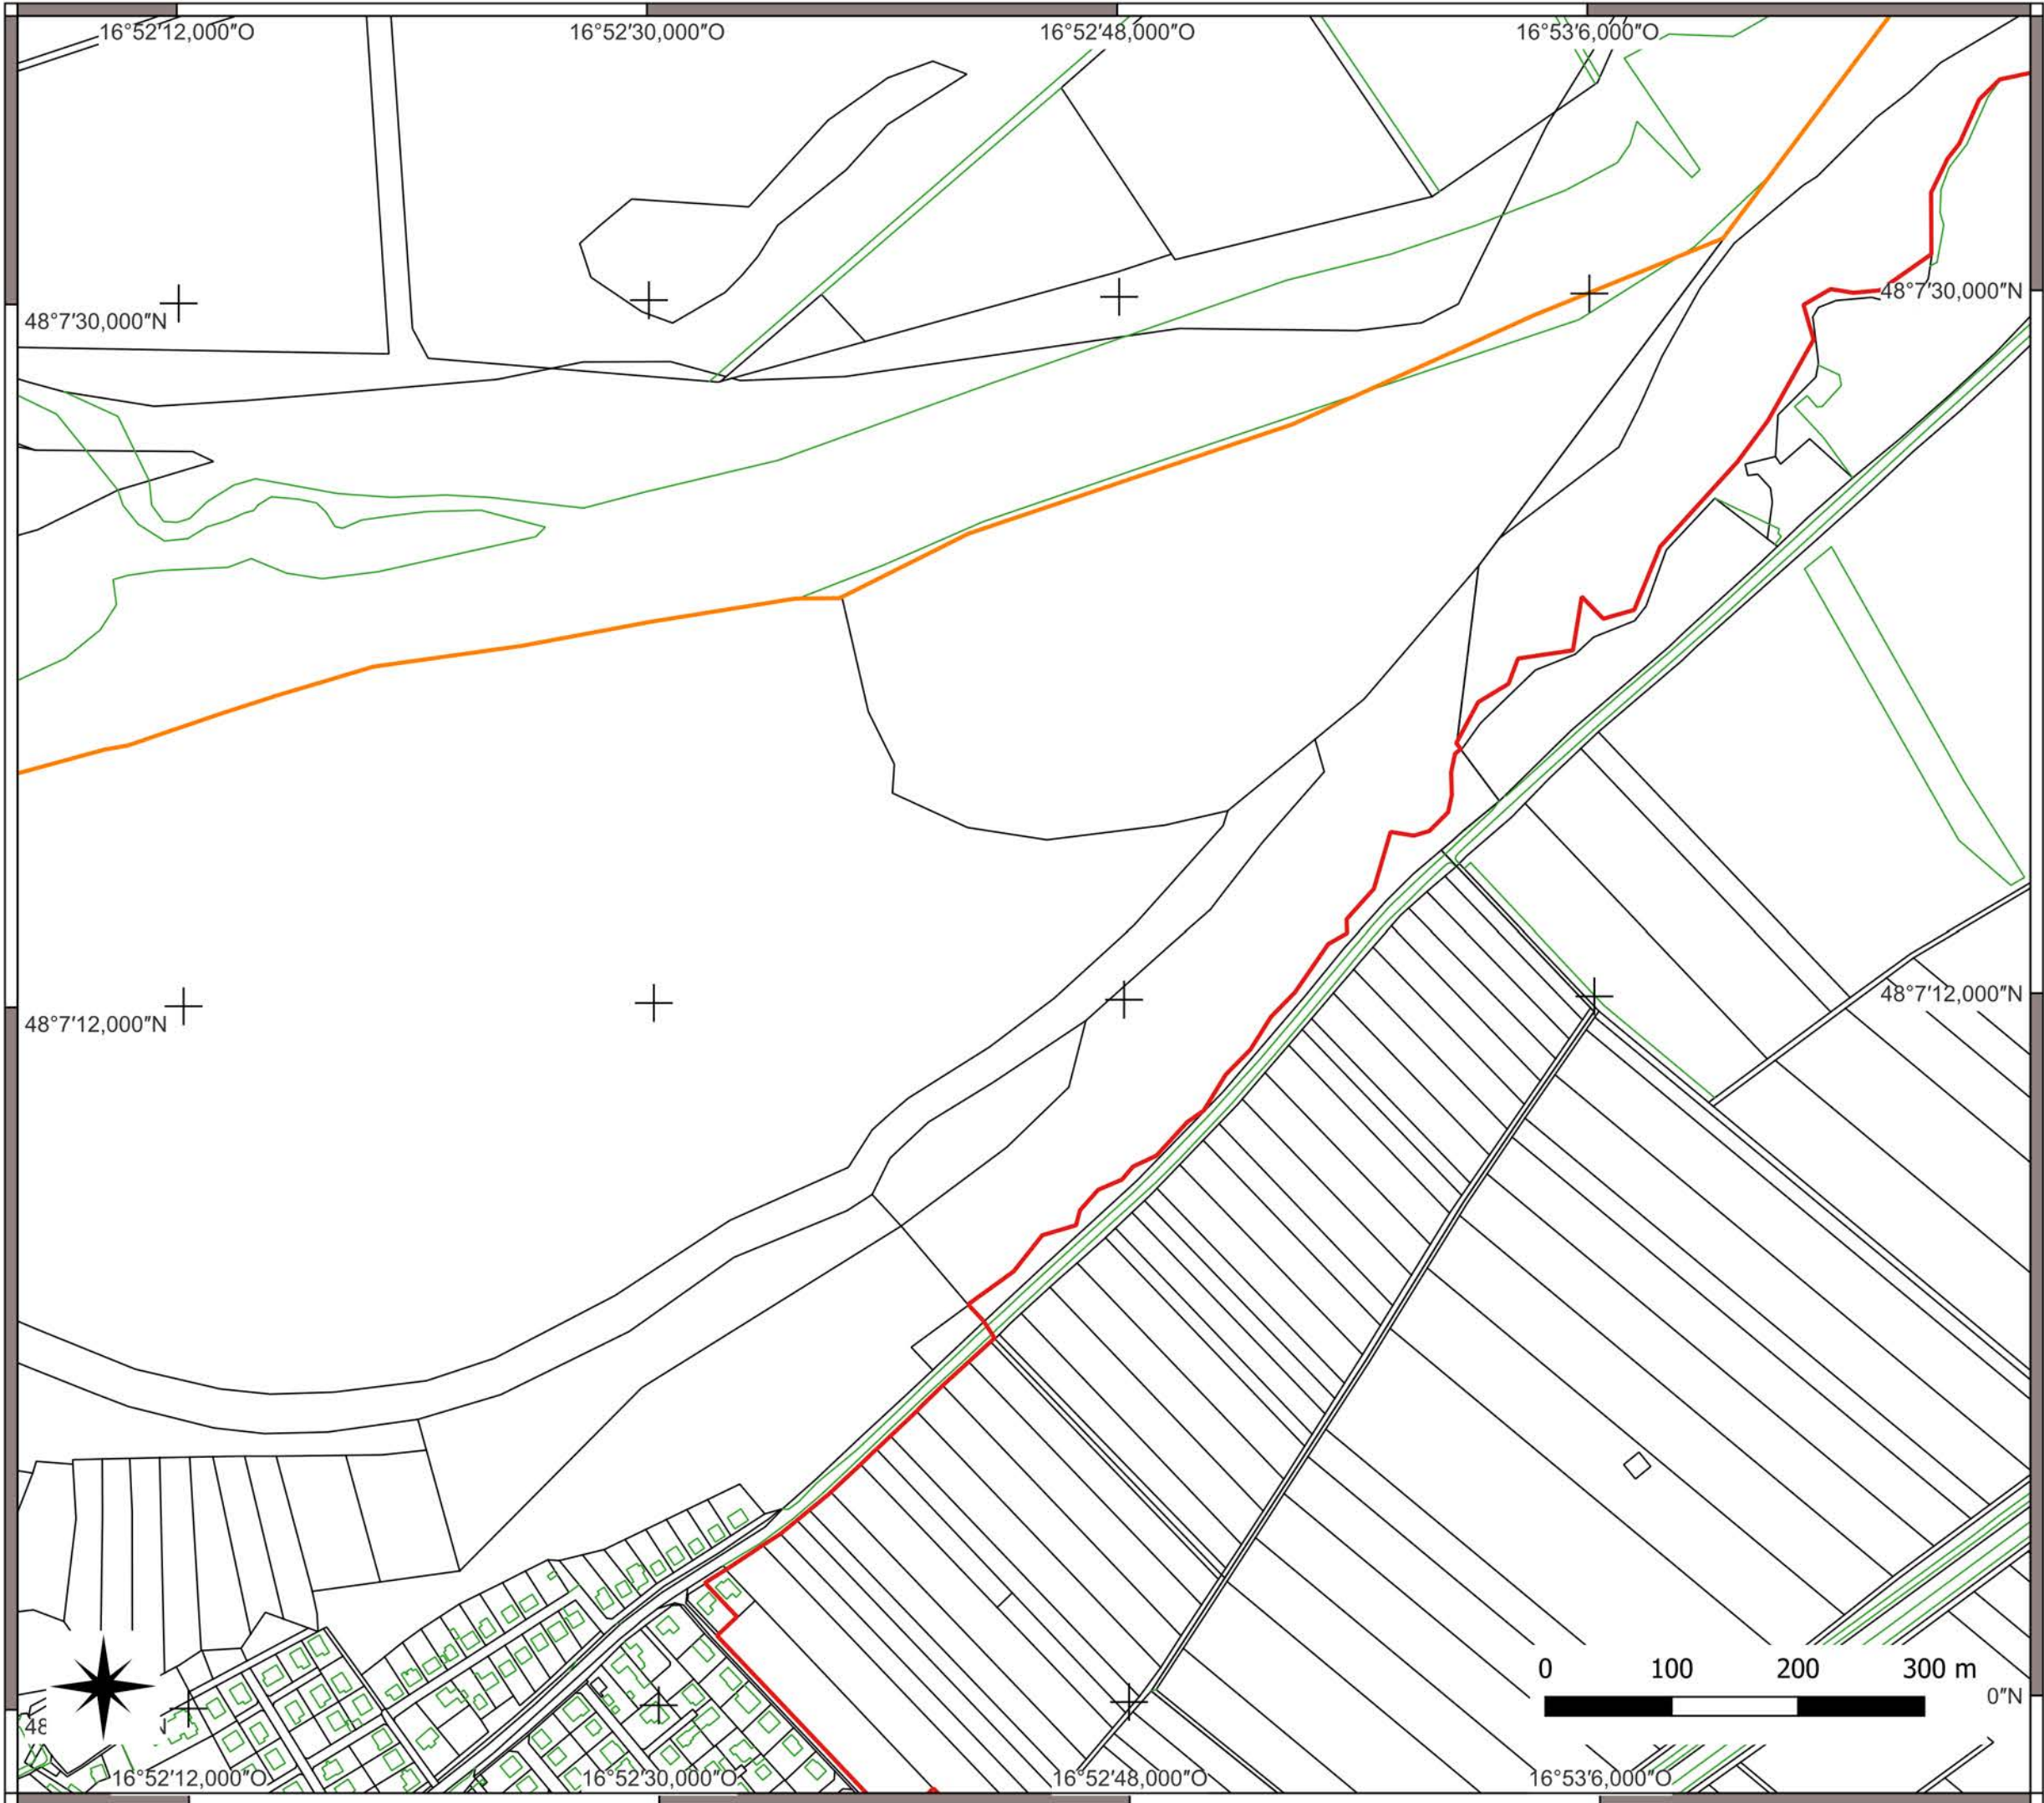 16°52′12,000″O 16°52′30,000″O 16°52′48,000″O 16°53′6,000″O
48°7′30,000″N 48°7′30,000″N
48°7′12,000″N 48°7′12,000″N
0 100 200 300 m
48 N 0″N
16°52′12,000″O 16°52′30,000″O 16°52′48,000″O 16°53′6,000″O